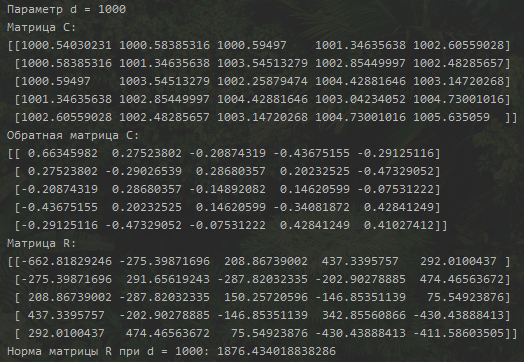 Параметр d = 1000
Матрица C:
[[1000.54030231 1000.58385316 1000.59497    1001.34635638 1002.60559028]
 [1000.58385316 1001.34635638 1003.54513279 1002.85449997 1002.48285657]
 [1000.59497    1003.54513279 1002.25879474 1004.42881646 1003.14720268]
 [1001.34635638 1002.85449997 1004.42881646 1003.04234052 1004.73001016]
 [1002.60559028 1002.48285657 1003.14720268 1004.73001016 1005.635059  ]]
Обратная матрица C:
[[ 0.66345982  0.27523802 -0.20874319 -0.43675155 -0.29125116]
 [ 0.27523802 -0.29026539  0.28680357  0.20232525 -0.47329052]
 [-0.20874319  0.28680357 -0.14892082  0.14620599 -0.07531222]
 [-0.43675155  0.20232525  0.14620599 -0.34081872  0.42841249]
 [-0.29125116 -0.47329052 -0.07531222  0.42841249  0.41027412]]
Матрица R:
[[-662.81829246 -275.39871696  208.86739002  437.3395757   292.0100437 ]
 [-275.39871696  291.65619243 -287.82032335 -202.90278885  474.46563672]
 [ 208.86739002 -287.82032335  150.25720596 -146.85351139   75.54923876]
 [ 437.3395757  -202.90278885 -146.85351139  342.85560866 -430.43888413]
 [ 292.0100437   474.46563672   75.54923876 -430.43888413 -411.58603505]]
Норма матрицы R при d = 1000: 1876.434018838286